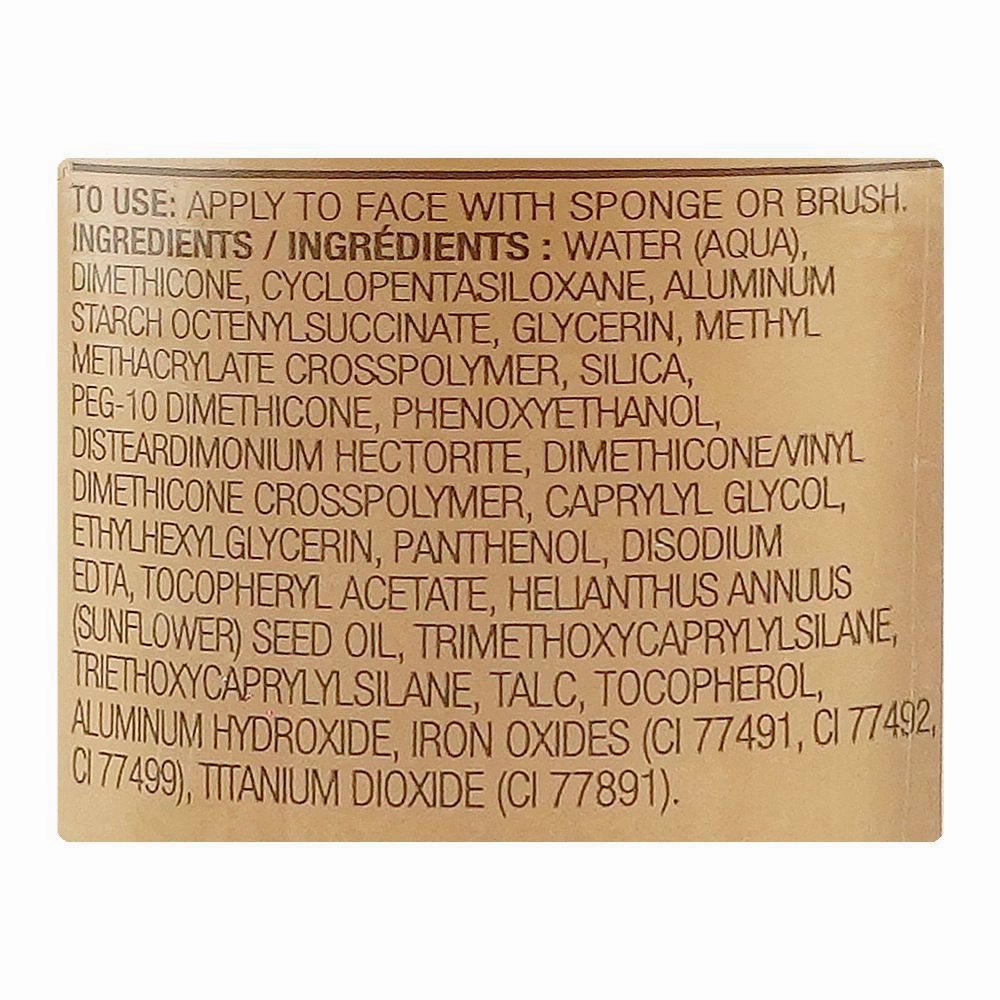 TO USE: APPLY TO FACE WITH SPONGE OR BRUSH.
INGREDIENTS / INGRÉDIENTS : WATER (AQUA),
DIMETHICONE, CYCLOPENTASILOXANE, ALUMINUM
STARCH OCTENYLSUCCINATE, GLYCERIN, METHYL
METHACRYLATE CROSSPOLYMER, SILICA,
PEG-10 DIMETHICONE, PHENOXYETHANOL,
DISTEARDIMONIUM HECTORITE, DIMETHICONE/VINYL
DIMETHICONE CROSSPOLYMER, CAPRYLYL GLYCOL,
ETHYLHEXYLGLYCERIN, PANTHENOL, DISODIUM
EDTA, TOCOPHERYL ACETATE, HELIANTHUS ANNUUS
(SUNFLOWER) SEED OIL, TRIMETHOXYCAPRYLYLSILANE,
TRIETHOXYCAPRYLYLSILANE, TALC, TOCOPHEROL,
ALUMINUM HYDROXIDE, IRON OXIDES (CI 77491, CI 77492,
CI 77499), TITANIUM DIOXIDE (CI 77891).